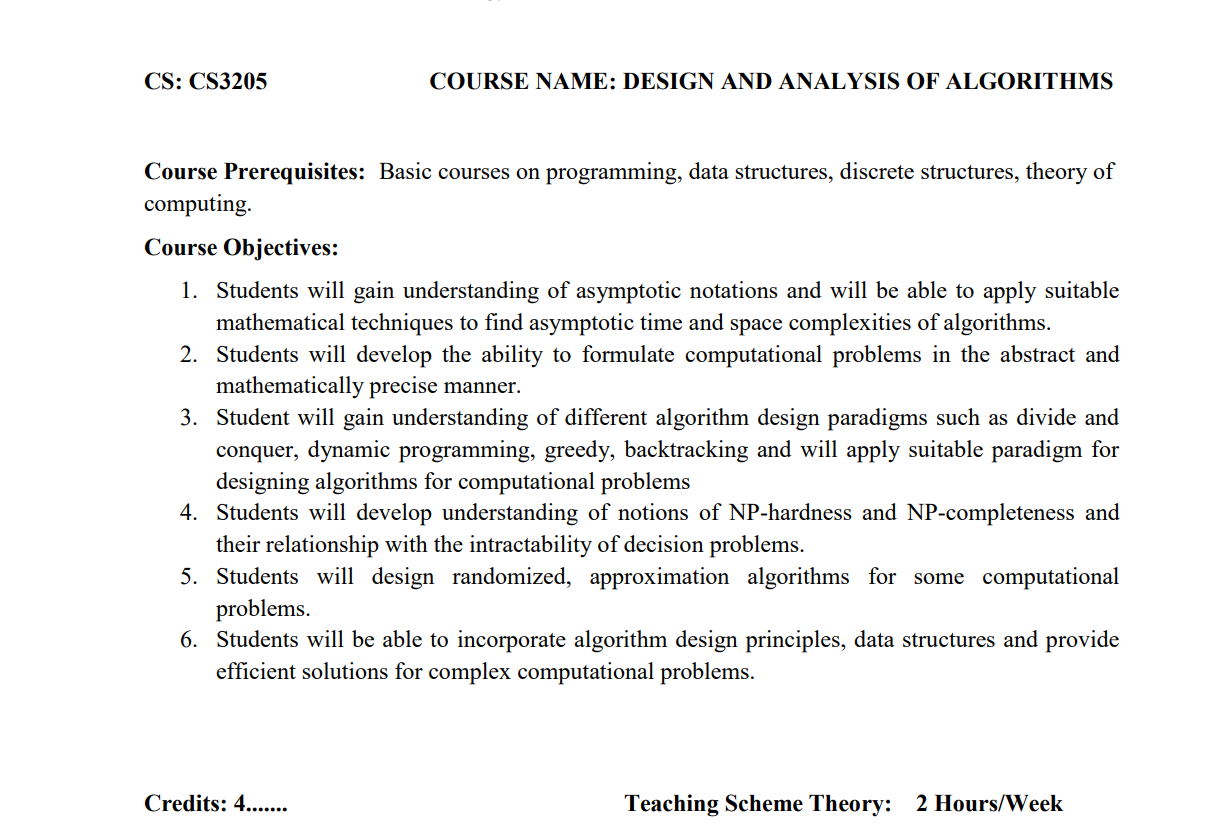 CS: CS3205 COURSE NAME: DESIGN AND ANALYSIS OF ALGORITHMS
Course Prerequisites: Basic courses on programming, data structures, discrete structures, theory of
computing.
Course Objectives:
1. Students will gain understanding of asymptotic notations and will be able to apply suitable
mathematical techniques to find asymptotic time and space complexities of algorithms.
2. Students will develop the ability to formulate computational problems in the abstract and
mathematically precise manner.
3. Student will gain understanding of different algorithm design paradigms such as divide and
conquer, dynamic programming, greedy, backtracking and will apply suitable paradigm for
designing algorithms for computational problems
4. Students will develop understanding of notions of NP-hardness and NP-completeness and
their relationship with the intractability of decision problems.
5. Students will design randomized, approximation algorithms for some computational
problems.
6. Students will be able to incorporate algorithm design principles, data structures and provide
efficient solutions for complex computational problems.
Credits: 4....... Teaching Scheme Theory: 2 Hours/Week